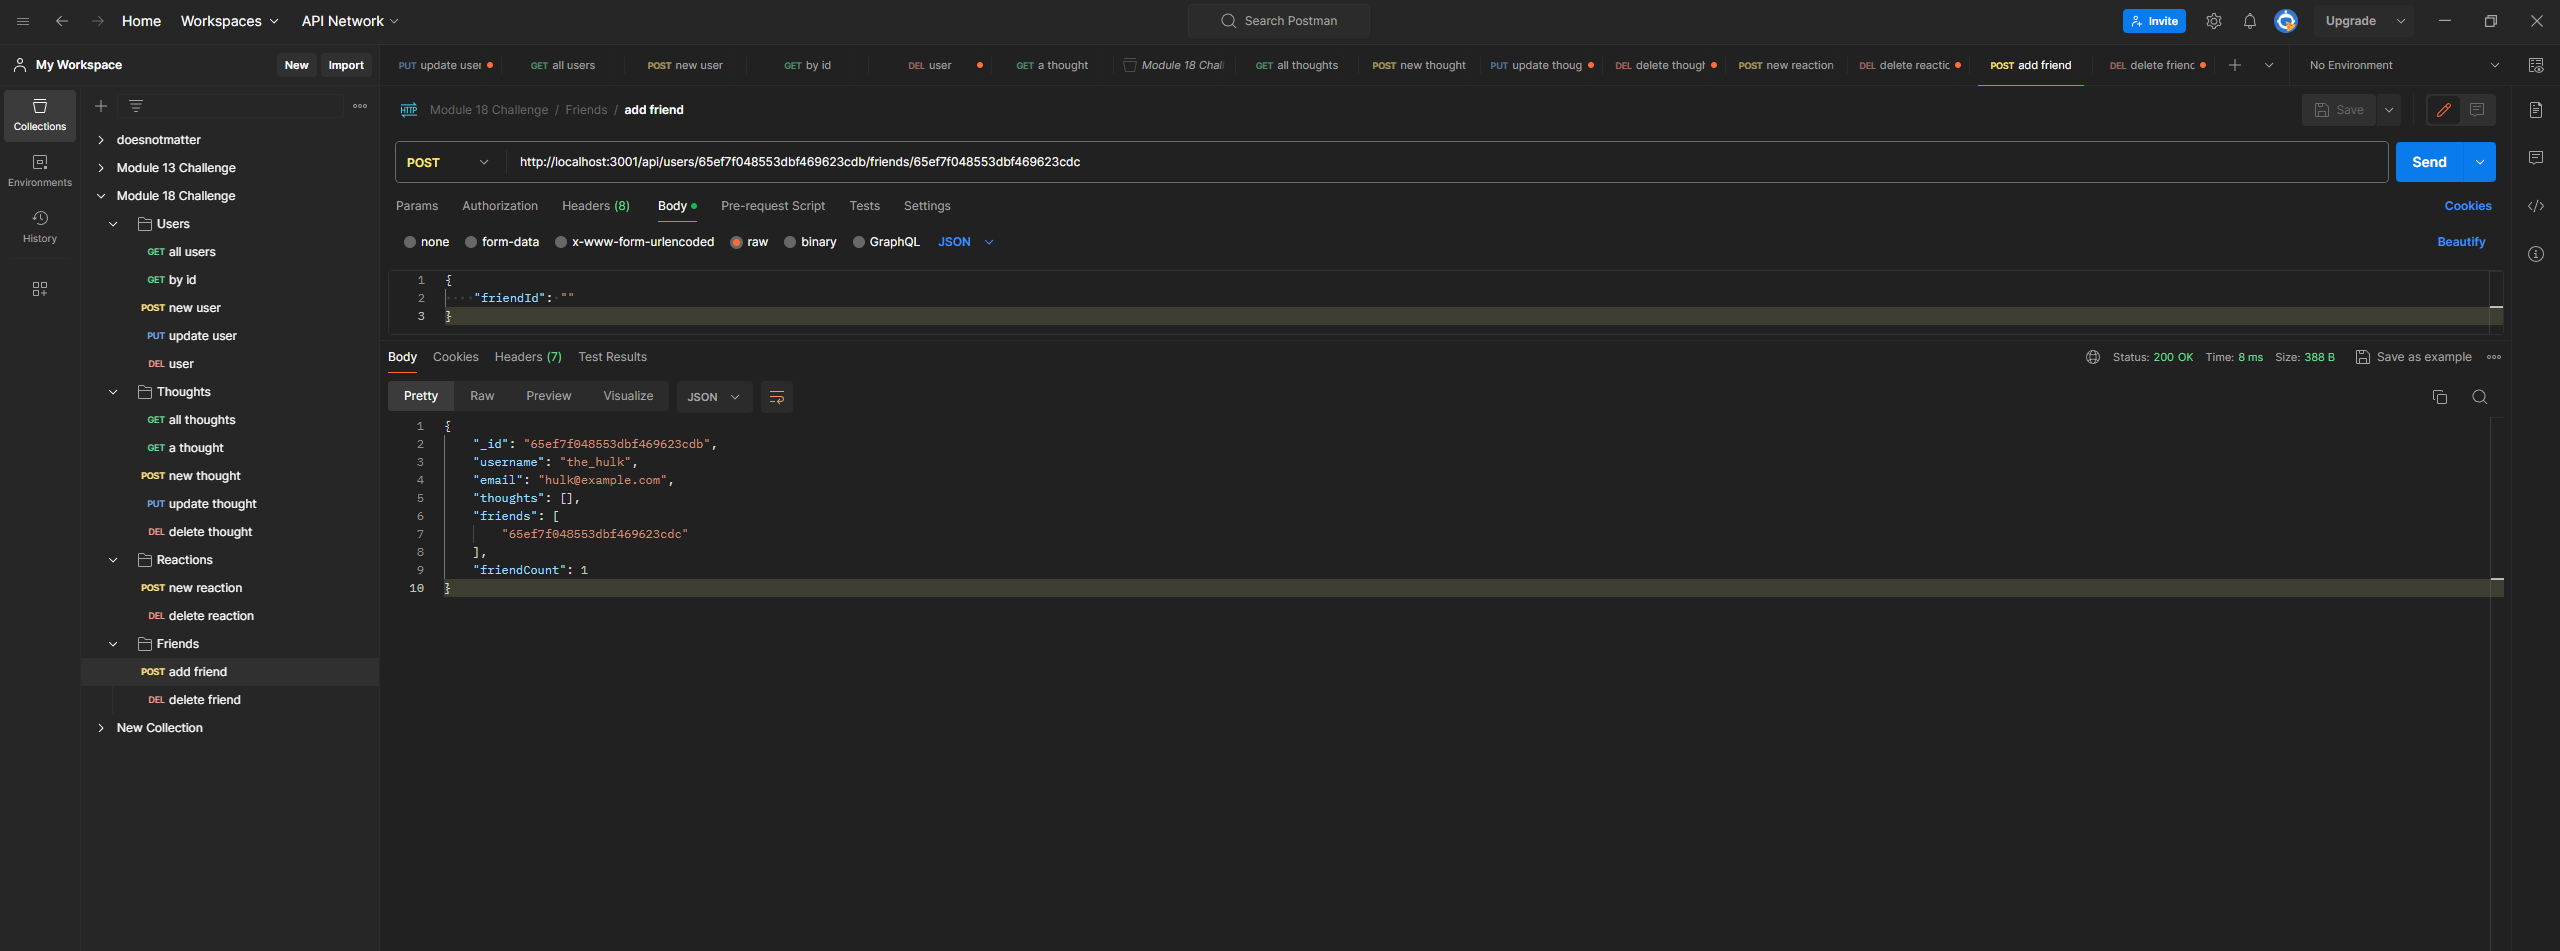 Home Workspaces API Network Search Postman Invite Upgrade
My Workspace New Import
PUT update user GET all users POST new user GET by id DEL user GET a thought Module 18 Chall GET all thoughts POST new thought PUT update thoug DEL delete thought POST new reaction DEL delete reactic POST add friend DEL delete frienc No Environment
Collections
Environments
History
doesnotmatter
Module 13 Challenge
Module 18 Challenge
Users
GET all users
GET by id
POST new user
PUT update user
DEL user
Thoughts
GET all thoughts
GET a thought
POST new thought
PUT update thought
DEL delete thought
Reactions
POST new reaction
DEL delete reaction
Friends
POST add friend
DEL delete friend
New Collection
HTTP Module 18 Challenge / Friends / add friend Save
POST http://localhost:3001/api/users/65ef7f048553dbf469623cdb/friends/65ef7f048553dbf469623cdc Send
Params Authorization Headers (8) Body Pre-request Script Tests Settings Cookies
none form-data x-www-form-urlencoded raw binary GraphQL JSON Beautify
1 {
2 "friendId": ""
3 }
Body Cookies Headers (7) Test Results Status: 200 OK Time: 8 ms Size: 388 B Save as example
Pretty Raw Preview Visualize JSON
1 {
2 "_id": "65ef7f048553dbf469623cdb",
3 "username": "the_hulk",
4 "email": "hulk@example.com",
5 "thoughts": [],
6 "friends": [
7 "65ef7f048553dbf469623cdc"
8 ],
9 "friendCount": 1
10 }